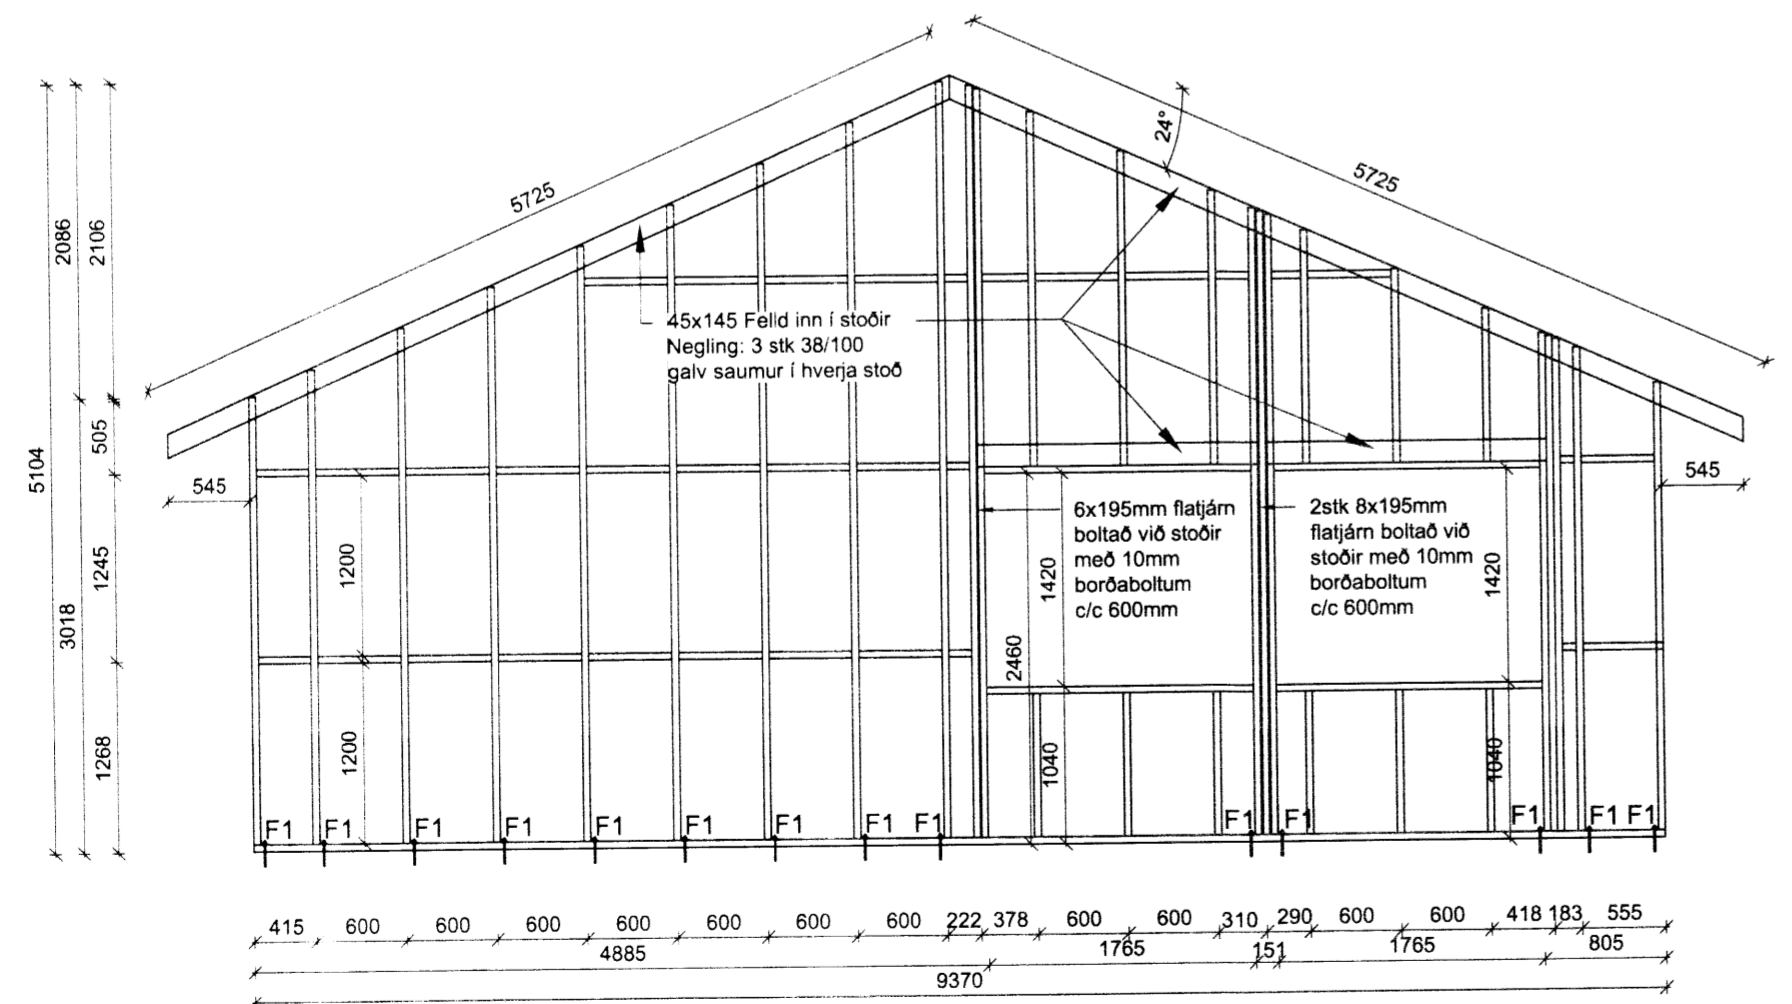 5725
5725
24°
5104
2086
3018
2106
505
1245
1268
545
545
45x145 Felld inn í stoðir
Negling: 3 stk 38/100
galv saumur í hverja stoð
6x195mm flatjárn
boltað við stoðir
með 10mm
borðaboltum
c/c 600mm
2stk 8x195mm
flatjárn boltað við
stoðir með 10mm
borðaboltum
c/c 600mm
1200
1200
2460
1420
1040
1420
1040
F1 F1 F1 F1 F1 F1 F1 F1 F1 F1 F1 F1 F1 F1
415 600 600 600 600 600 600 600 222 378 600 600 310 290 600 600 418 183 555
4885 1765 151 1765 805
9370